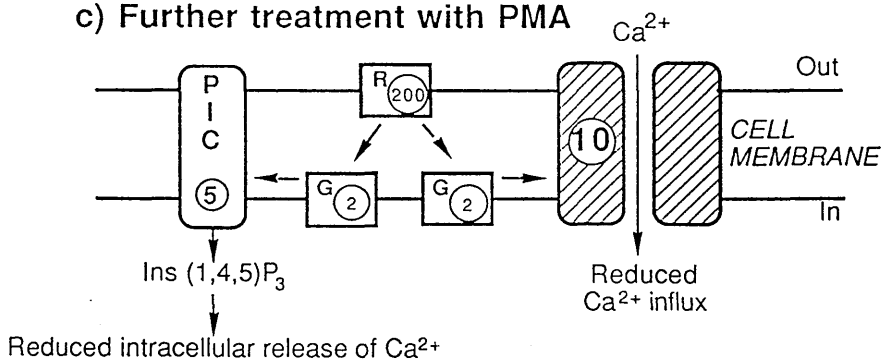 c) Further treatment with PMA
Ca2+
Out
P
I
C
R
200
10
CELL
MEMBRANE
5
G
2
G
2
In
Ins (1,4,5)P3
Reduced
Ca2+ influx
Reduced intracellular release of Ca2+